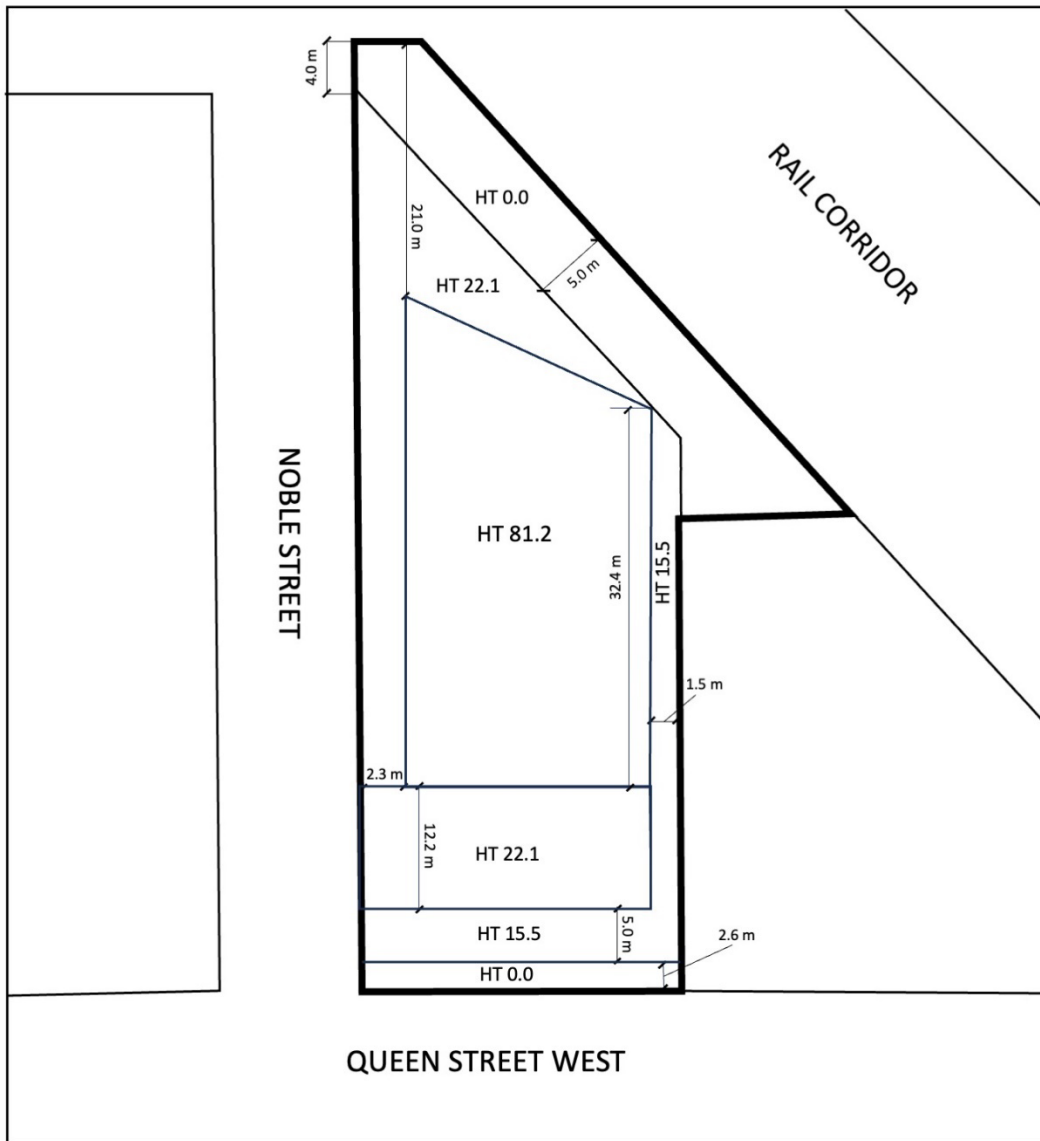 4.0 m
RAIL CORRIDOR
HT 0.0
21.0 m
5.0 m
HT 22.1
NOBLE STREET
HT 81.2
32.4 m
HT 15.5
1.5 m
2.3 m
12.2 m
HT 22.1
5.0 m
HT 15.5
2.6 m
HT 0.0
QUEEN STREET WEST